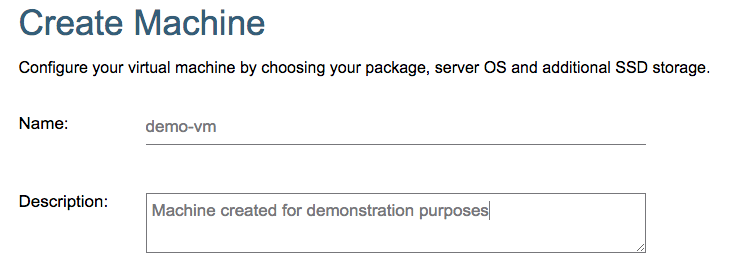 Create Machine
Configure your virtual machine by choosing your package, server OS and additional SSD storage.
Name:
demo-vm
Description:
Machine created for demonstration purposes